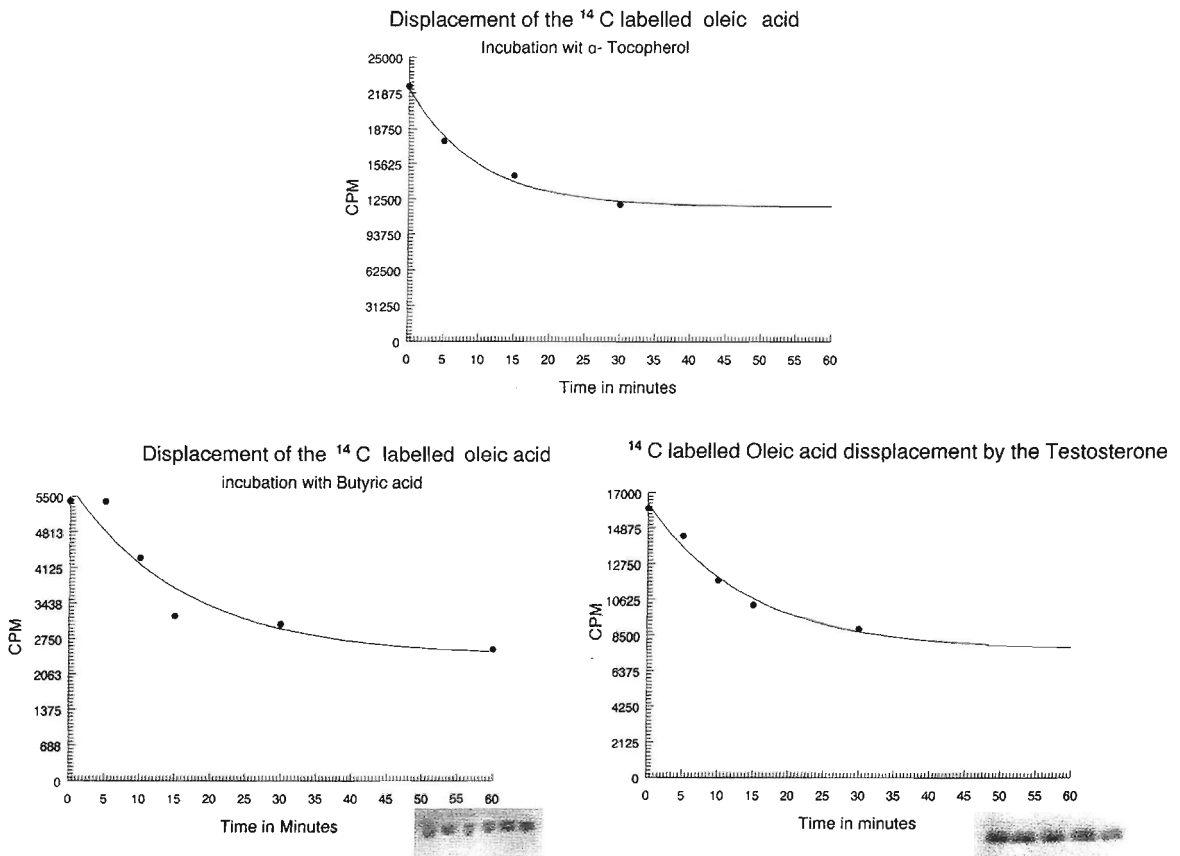 Displacement of the ¹⁴ C labelled oleic acid
Incubation wit α- Tocopherol
25000
21875
18750
15625
12500
93750
62500
31250
0
CPM
0 5 10 15 20 25 30 35 40 45 50 55 60
Time in minutes
Displacement of the ¹⁴ C labelled oleic acid
incubation with Butyric acid
5500
4813
4125
3438
2750
2063
1375
688
0
CPM
0 5 10 15 20 25 30 35 40 45 50 55 60
Time in Minutes
¹⁴ C labelled Oleic acid dissplacement by the Testosterone
17000
14875
12750
10625
8500
6375
4250
2125
0
CPM
0 5 10 15 20 25 30 35 40 45 50 55 60
Time in minutes